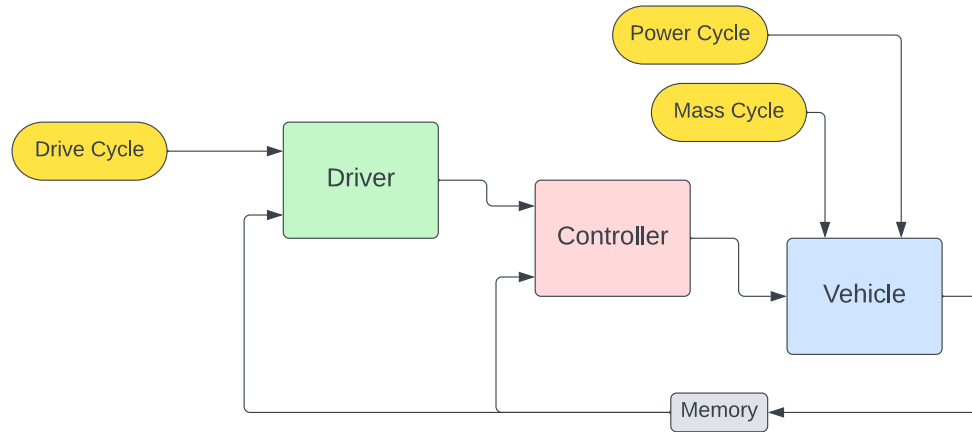 Power Cycle
Mass Cycle
Drive Cycle
Driver
Controller
Vehicle
Memory